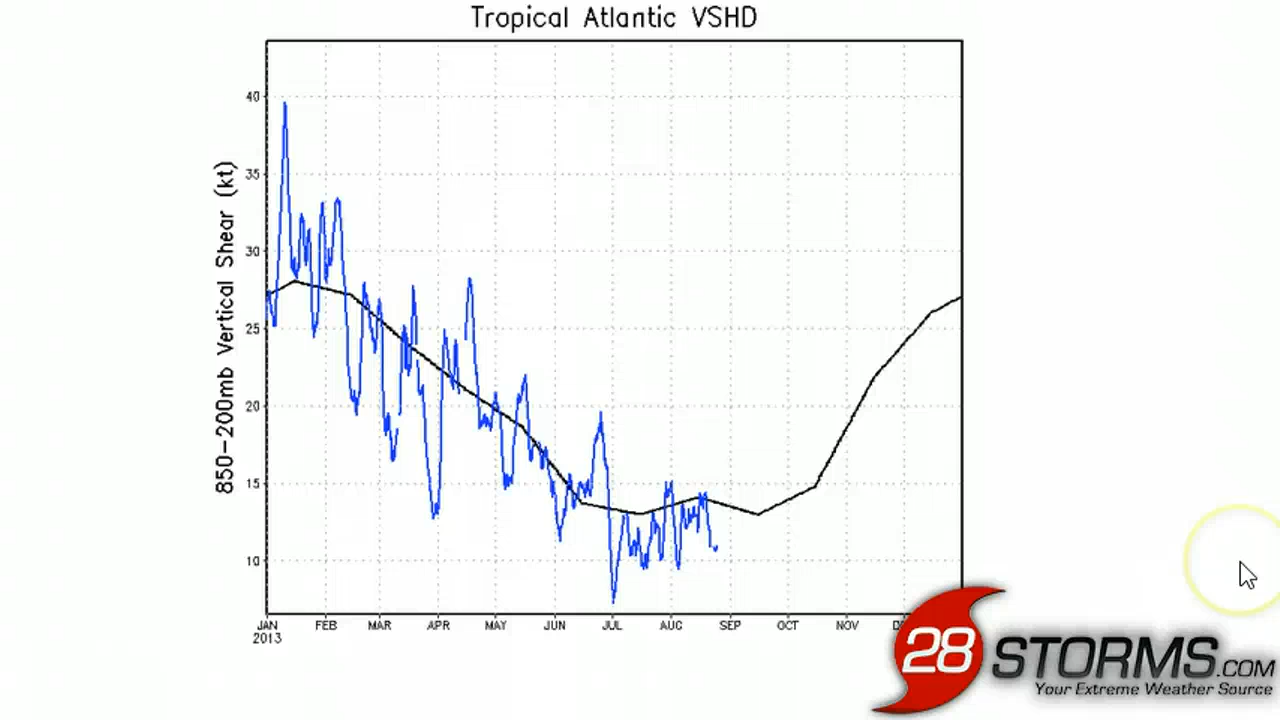 Tropical Atlantic VSHD
850-200mb Vertical Shear (kt)
40
35
30
25
20
15
10
JAN FEB MAR APR MAY JUN JUL AUG SEP OCT NOV
2013
28STORMS.COM
Your Extreme Weather Source